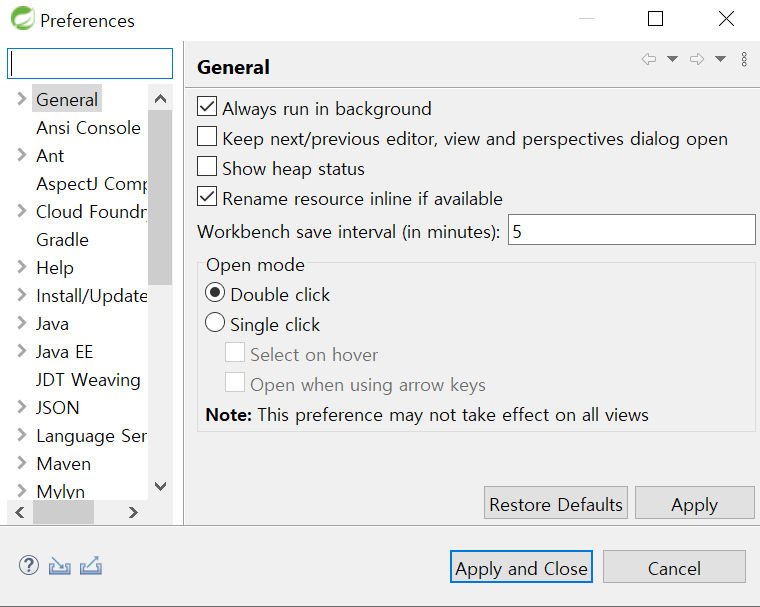 Preferences
General
Ansi Console
Ant
AspectJ Comp
Cloud Foundr
Gradle
Help
Install/Update
Java
Java EE
JDT Weaving
JSON
Language Ser
Maven
Mylyn
General
Always run in background
Keep next/previous editor, view and perspectives dialog open
Show heap status
Rename resource inline if available
Workbench save interval (in minutes): 5
Open mode
Double click
Single click
Select on hover
Open when using arrow keys
Note: This preference may not take effect on all views
Restore Defaults Apply
Apply and Close Cancel